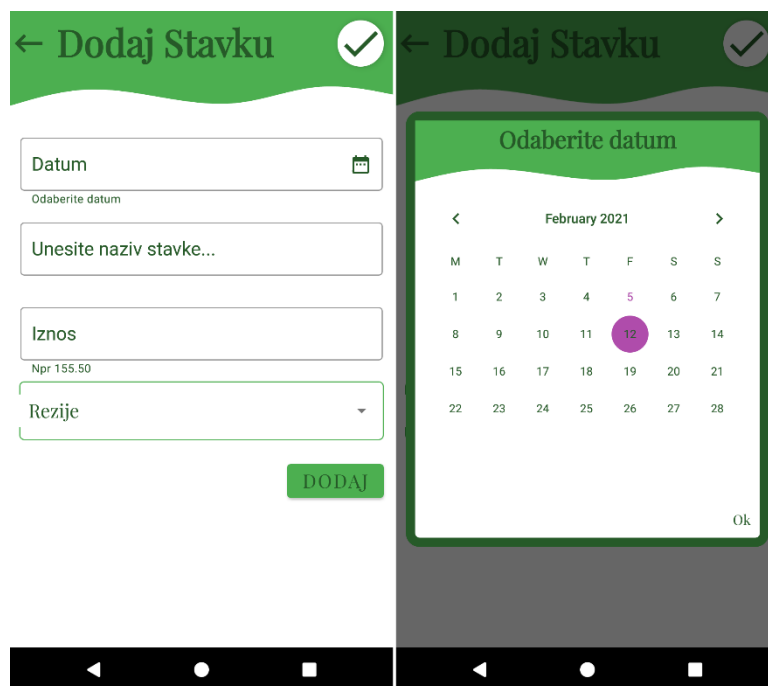 Dodaj Stavku
Datum
Odaberite datum
Unesite naziv stavke...
Iznos
Npr 155.50
Rezije
DODAJ
Dodaj Stavku
Odaberite datum
February 2021
M T W T F S S
1 2 3 4 5 6 7
8 9 10 11 12 13 14
15 16 17 18 19 20 21
22 23 24 25 26 27 28
Ok